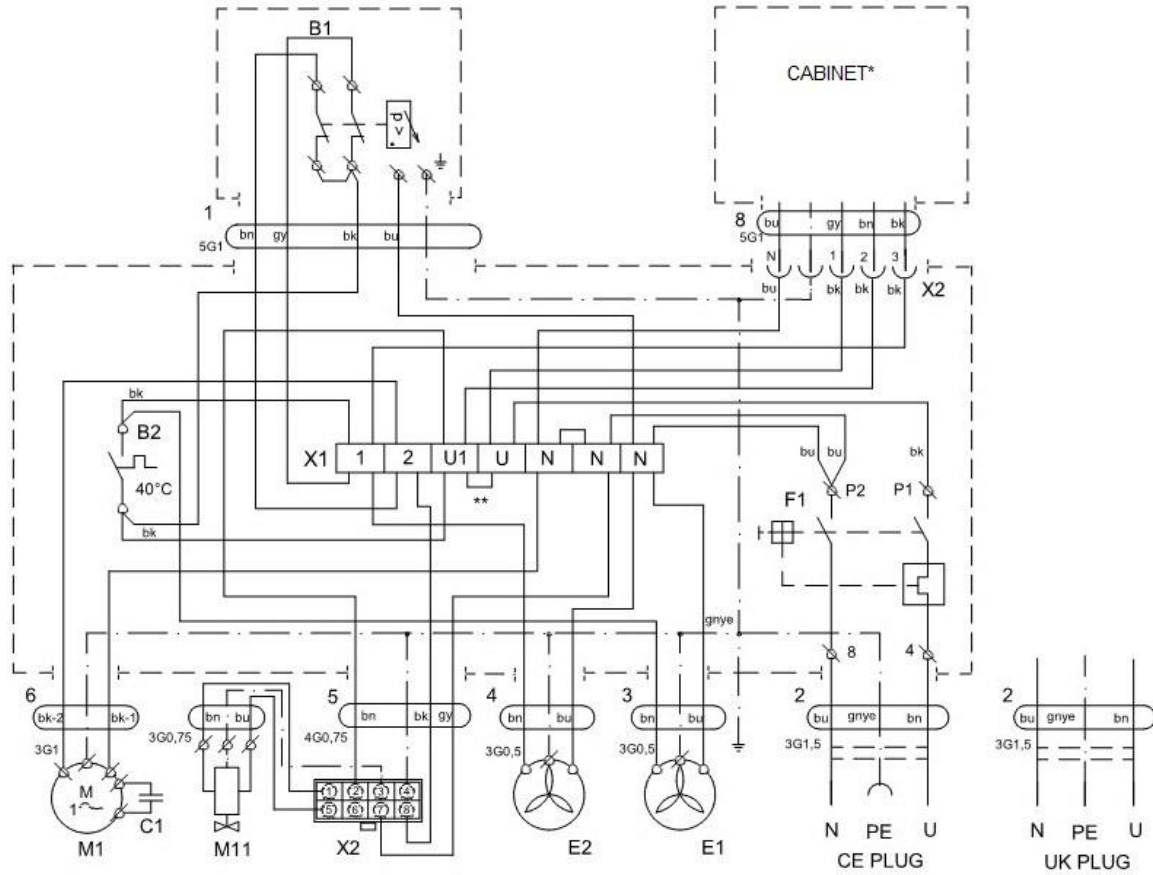 B1
CABINET*
p >
1
5G1
bn
gy
bk
bu
8
5G1
bu
gy
bn
bk
N
1
2
3
bu
bk
bk
bk
X2
bk
B2
40°C
bk
X1
1
2
U1
U
N
N
N
**
bu
bu
bk
P2
P1
F1
gnye
8
4
6
bk-2
bk-1
3G1
bn
bu
3G0,75
5
bn
bk
gy
4G0,75
4
bn
bu
3G0,5
3
bn
bu
3G0,5
2
bu
gnye
bn
3G1,5
2
bu
gnye
bn
3G1,5
M
1~
C1
M1
M11
1
2
3
4
5
6
7
8
X2
E2
E1
N
PE
U
CE PLUG
N
PE
U
UK PLUG